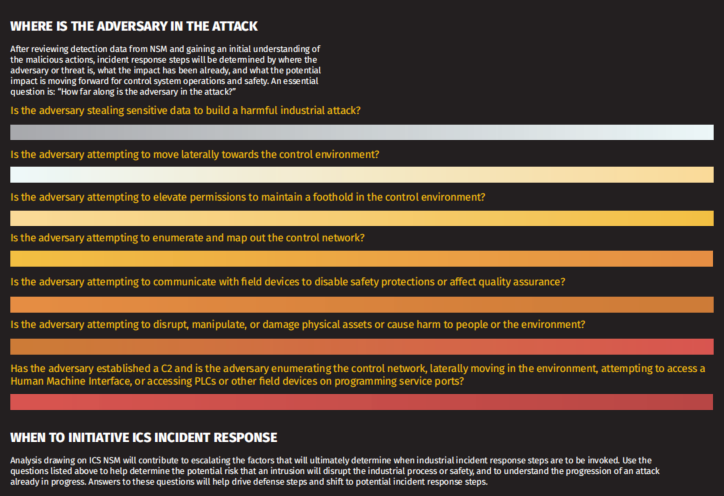 WHERE IS THE ADVERSARY IN THE ATTACK
After reviewing detection data from NSM and gaining an initial understanding of
the malicious actions, incident response steps will be determined by where the
adversary or threat is, what the impact has been already, and what the potential
impact is moving forward for control system operations and safety. An essential
question is: “How far along is the adversary in the attack?”
Is the adversary stealing sensitive data to build a harmful industrial attack?
Is the adversary attempting to move laterally towards the control environment?
Is the adversary attempting to elevate permissions to maintain a foothold in the control environment?
Is the adversary attempting to enumerate and map out the control network?
Is the adversary attempting to communicate with field devices to disable safety protections or affect quality assurance?
Is the adversary attempting to disrupt, manipulate, or damage physical assets or cause harm to people or the environment?
Has the adversary established a C2 and is the adversary enumerating the control network, laterally moving in the environment, attempting to access a
Human Machine Interface, or accessing PLCs or other field devices on programming service ports?
WHEN TO INITIATIVE ICS INCIDENT RESPONSE
Analysis drawing on ICS NSM will contribute to escalating the factors that will ultimately determine when industrial incident response steps are to be invoked. Use the
questions listed above to help determine the potential risk that an intrusion will disrupt the industrial process or safety, and to understand the progression of an attack
already in progress. Answers to these questions will help drive defense steps and shift to potential incident response steps.